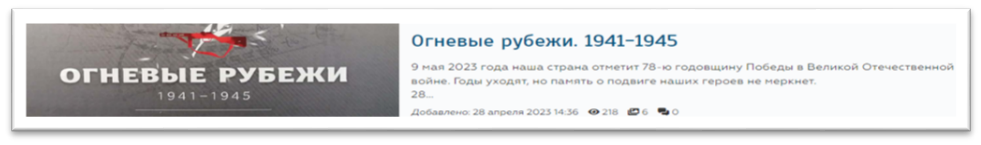 ОГНЕВЫЕ РУБЕЖИ
1941–1945
Огневые рубежи. 1941–1945
9 мая 2023 года наша страна отметит 78-ю годовщину Победы в Великой Отечественной
войне. Годы уходят, но память о подвиге наших героев не меркнет.
28...
Добавлено: 28 апреля 2023 14:36 218 6 0